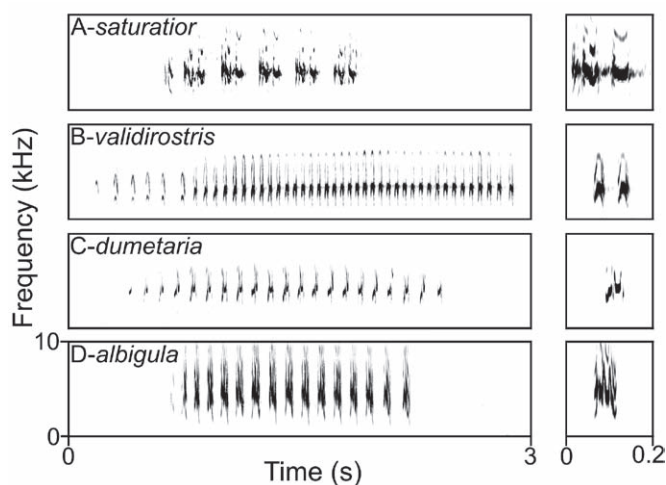 A-saturatior
B-validirostris
C-dumetaria
D-albigula
Frequency (kHz)
10
0
0
3
0
0.2
Time (s)